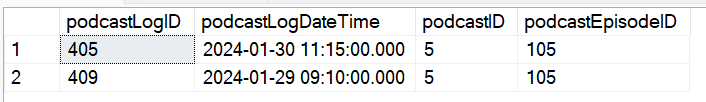 podcastLogID podcastLogDateTime podcastID podcastEpisodeID
1 405 2024-01-30 11:15:00.000 5 105
2 409 2024-01-29 09:10:00.000 5 105